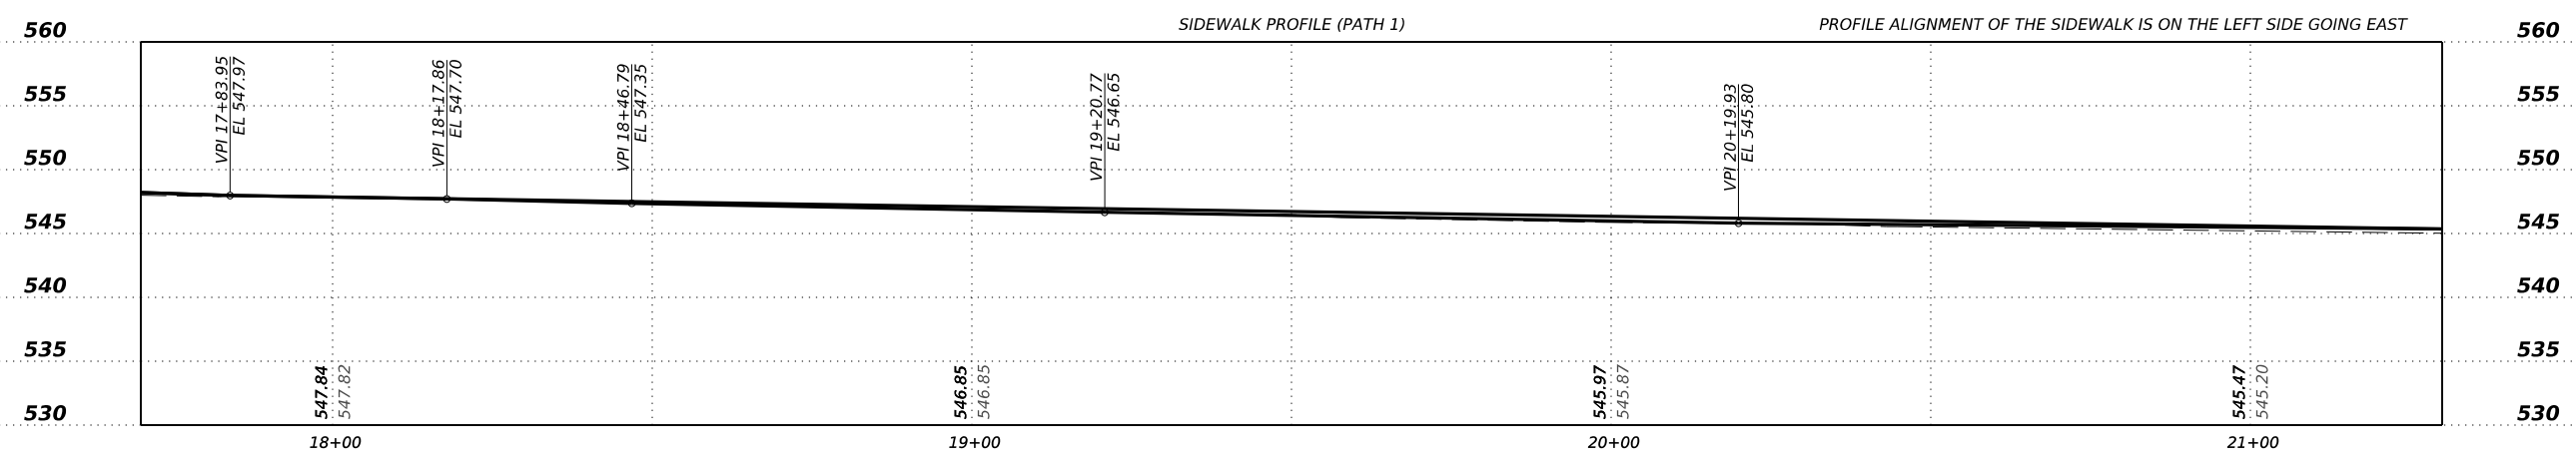 SIDEWALK PROFILE (PATH 1)
PROFILE ALIGNMENT OF THE SIDEWALK IS ON THE LEFT SIDE GOING EAST
560
560
555
555
550
550
545
545
540
540
535
535
530
530
VPI 17+83.95
EL 547.97
VPI 18+17.86
EL 547.70
VPI 18+46.79
EL 547.35
VPI 19+20.77
EL 546.65
VPI 20+19.93
EL 545.80
547.84
547.82
546.85
546.85
545.97
545.87
545.47
545.20
18+00
19+00
20+00
21+00